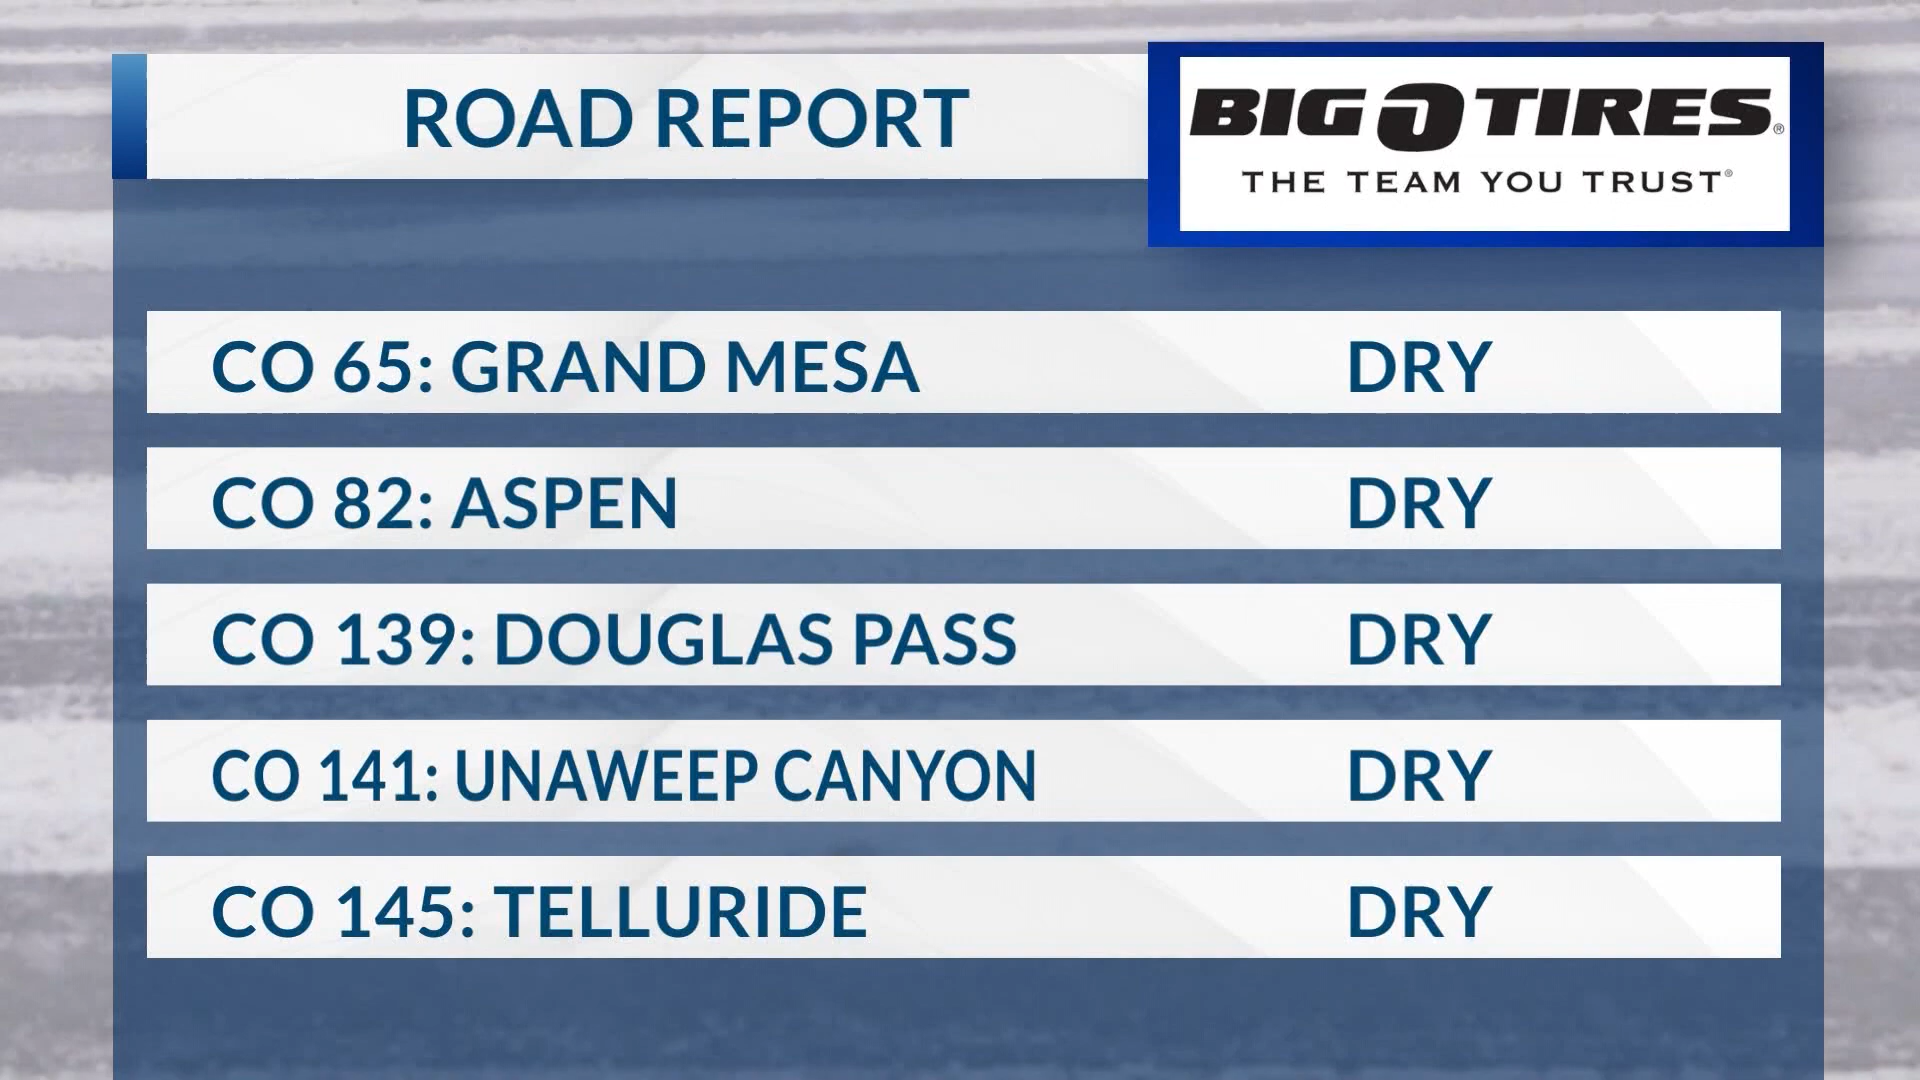 ROAD REPORT
BIG O TIRES®
THE TEAM YOU TRUST®
CO 65: GRAND MESA DRY
CO 82: ASPEN DRY
CO 139: DOUGLAS PASS DRY
CO 141: UNAWEEP CANYON DRY
CO 145: TELLURIDE DRY